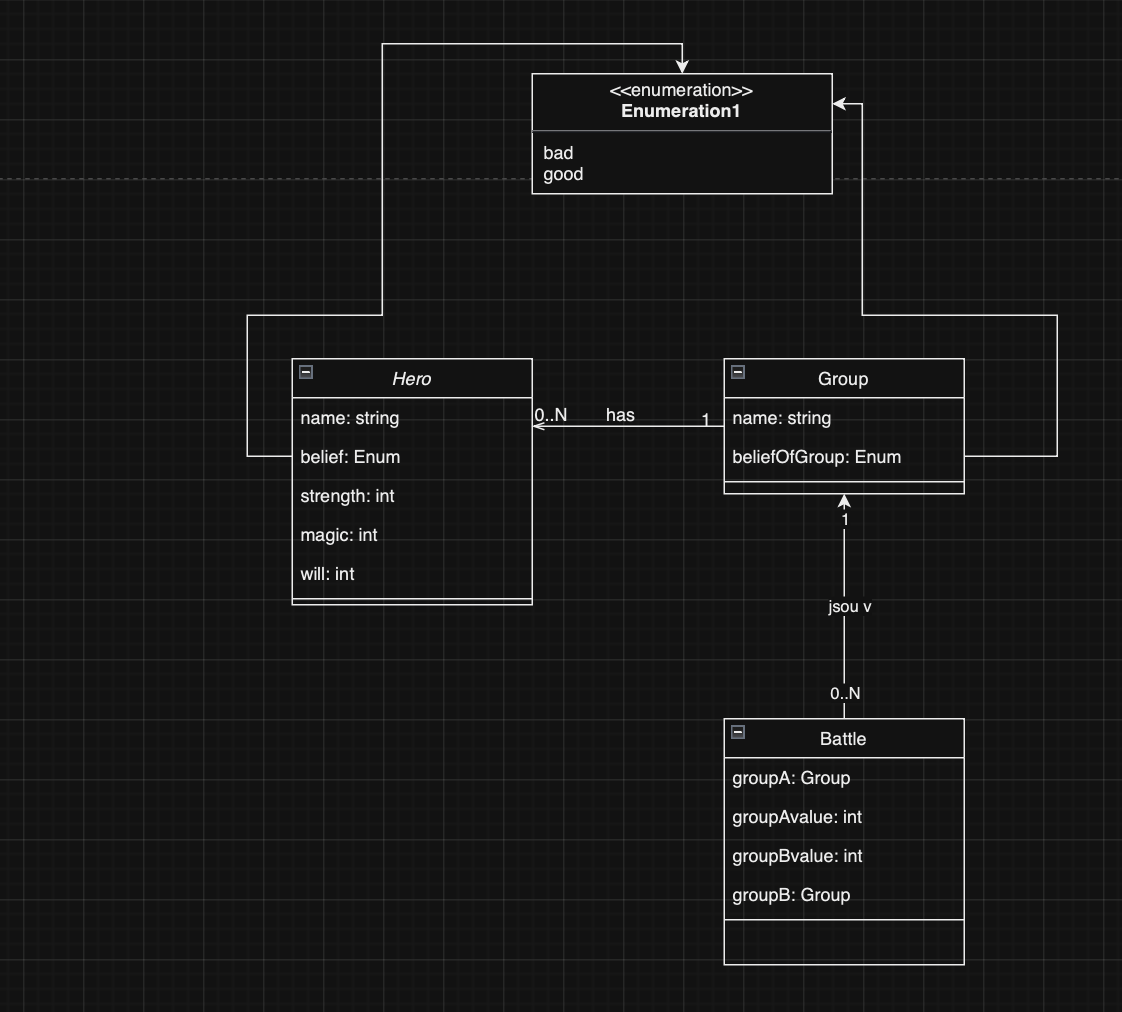 <<enumeration>>
Enumeration1
bad
good
Hero
name: string
belief: Enum
strength: int
magic: int
will: int
0..N has 1
Group
name: string
beliefOfGroup: Enum
1
jsou v
0..N
Battle
groupA: Group
groupAvalue: int
groupBvalue: int
groupB: Group